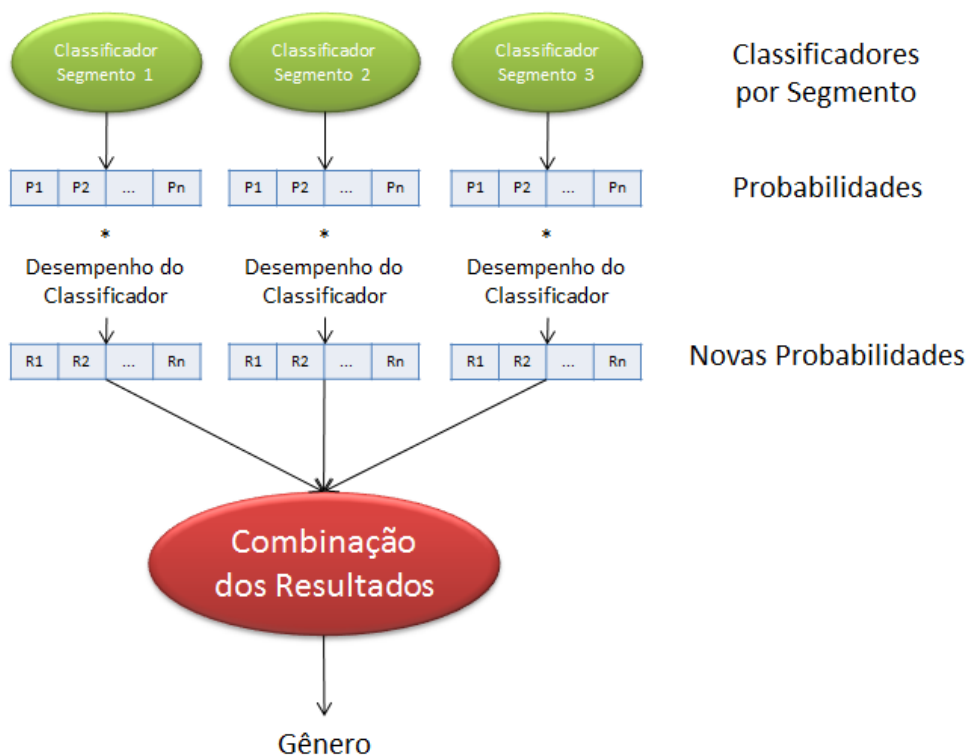 Classificador
Segmento 1
Classificador
Segmento 2
Classificador
Segmento 3
Classificadores
por Segmento
P1 P2 ... Pn
P1 P2 ... Pn
P1 P2 ... Pn
Probabilidades
*
*
*
Desempenho do
Classificador
Desempenho do
Classificador
Desempenho do
Classificador
R1 R2 ... Rn
R1 R2 ... Rn
R1 R2 ... Rn
Novas Probabilidades
Combinação
dos Resultados
Gênero